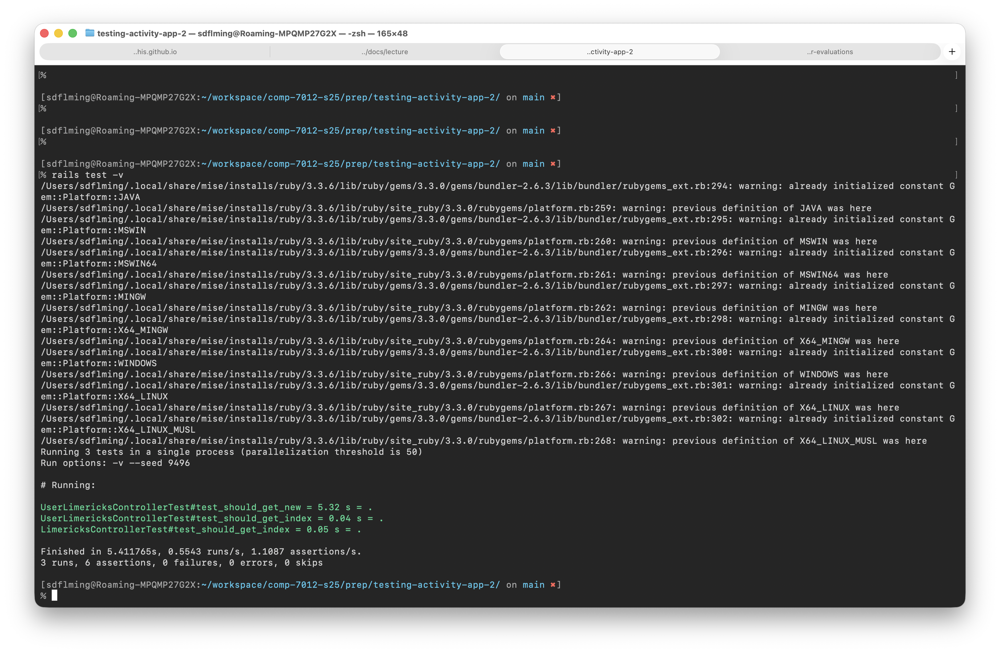 testing-activity-app-2 — sdflming@Roaming-MPQMP27G2X — -zsh — 165×48
..his.github.io ../docs/lecture ..ctivity-app-2 ..r-evaluations +
[% ]
[sdflming@Roaming-MPQMP27G2X:~/workspace/comp-7012-s25/prep/testing-activity-app-2/ on main ✖]
[% ]
[sdflming@Roaming-MPQMP27G2X:~/workspace/comp-7012-s25/prep/testing-activity-app-2/ on main ✖]
[% ]
[sdflming@Roaming-MPQMP27G2X:~/workspace/comp-7012-s25/prep/testing-activity-app-2/ on main ✖]
[% rails test -v ]
/Users/sdflming/.local/share/mise/installs/ruby/3.3.6/lib/ruby/gems/3.3.0/gems/bundler-2.6.3/lib/bundler/rubygems_ext.rb:294: warning: already initialized constant G
em::Platform::JAVA
/Users/sdflming/.local/share/mise/installs/ruby/3.3.6/lib/ruby/site_ruby/3.3.0/rubygems/platform.rb:259: warning: previous definition of JAVA was here
/Users/sdflming/.local/share/mise/installs/ruby/3.3.6/lib/ruby/gems/3.3.0/gems/bundler-2.6.3/lib/bundler/rubygems_ext.rb:295: warning: already initialized constant G
em::Platform::MSWIN
/Users/sdflming/.local/share/mise/installs/ruby/3.3.6/lib/ruby/site_ruby/3.3.0/rubygems/platform.rb:260: warning: previous definition of MSWIN was here
/Users/sdflming/.local/share/mise/installs/ruby/3.3.6/lib/ruby/gems/3.3.0/gems/bundler-2.6.3/lib/bundler/rubygems_ext.rb:296: warning: already initialized constant G
em::Platform::MSWIN64
/Users/sdflming/.local/share/mise/installs/ruby/3.3.6/lib/ruby/site_ruby/3.3.0/rubygems/platform.rb:261: warning: previous definition of MSWIN64 was here
/Users/sdflming/.local/share/mise/installs/ruby/3.3.6/lib/ruby/gems/3.3.0/gems/bundler-2.6.3/lib/bundler/rubygems_ext.rb:297: warning: already initialized constant G
em::Platform::MINGW
/Users/sdflming/.local/share/mise/installs/ruby/3.3.6/lib/ruby/site_ruby/3.3.0/rubygems/platform.rb:262: warning: previous definition of MINGW was here
/Users/sdflming/.local/share/mise/installs/ruby/3.3.6/lib/ruby/gems/3.3.0/gems/bundler-2.6.3/lib/bundler/rubygems_ext.rb:298: warning: already initialized constant G
em::Platform::X64_MINGW
/Users/sdflming/.local/share/mise/installs/ruby/3.3.6/lib/ruby/site_ruby/3.3.0/rubygems/platform.rb:264: warning: previous definition of X64_MINGW was here
/Users/sdflming/.local/share/mise/installs/ruby/3.3.6/lib/ruby/gems/3.3.0/gems/bundler-2.6.3/lib/bundler/rubygems_ext.rb:300: warning: already initialized constant G
em::Platform::WINDOWS
/Users/sdflming/.local/share/mise/installs/ruby/3.3.6/lib/ruby/site_ruby/3.3.0/rubygems/platform.rb:266: warning: previous definition of WINDOWS was here
/Users/sdflming/.local/share/mise/installs/ruby/3.3.6/lib/ruby/gems/3.3.0/gems/bundler-2.6.3/lib/bundler/rubygems_ext.rb:301: warning: already initialized constant G
em::Platform::X64_LINUX
/Users/sdflming/.local/share/mise/installs/ruby/3.3.6/lib/ruby/site_ruby/3.3.0/rubygems/platform.rb:267: warning: previous definition of X64_LINUX was here
/Users/sdflming/.local/share/mise/installs/ruby/3.3.6/lib/ruby/gems/3.3.0/gems/bundler-2.6.3/lib/bundler/rubygems_ext.rb:302: warning: already initialized constant G
em::Platform::X64_LINUX_MUSL
/Users/sdflming/.local/share/mise/installs/ruby/3.3.6/lib/ruby/site_ruby/3.3.0/rubygems/platform.rb:268: warning: previous definition of X64_LINUX_MUSL was here
Running 3 tests in a single process (parallelization threshold is 50)
Run options: -v --seed 9496
# Running:
UserLimericksControllerTest#test_should_get_new = 5.32 s = .
UserLimericksControllerTest#test_should_get_index = 0.04 s = .
LimericksControllerTest#test_should_get_index = 0.05 s = .
Finished in 5.411765s, 0.5543 runs/s, 1.1087 assertions/s.
3 runs, 6 assertions, 0 failures, 0 errors, 0 skips
[sdflming@Roaming-MPQMP27G2X:~/workspace/comp-7012-s25/prep/testing-activity-app-2/ on main ✖]
%